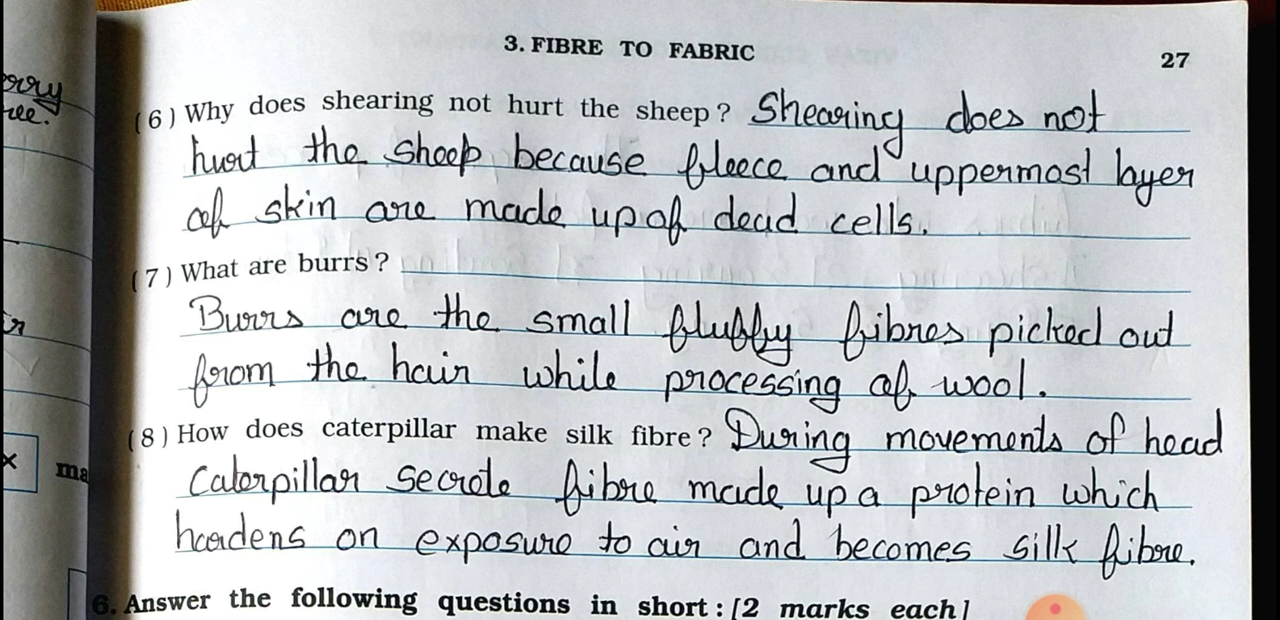 3. FIBRE TO FABRIC
27
(6) Why does shearing not hurt the sheep? Shearing does not
hurt the sheep because fleece and uppermost layer
of skin are made up of dead cells.
(7) What are burrs?
Burrs are the small fluffy fibres picked out
from the hair while processing of wool.
(8) How does caterpillar make silk fibre? During movements of head
Caterpillar secrete fibre made up a protein which
hardens on exposure to air and becomes silk fibre.
6. Answer the following questions in short: [2 marks each]